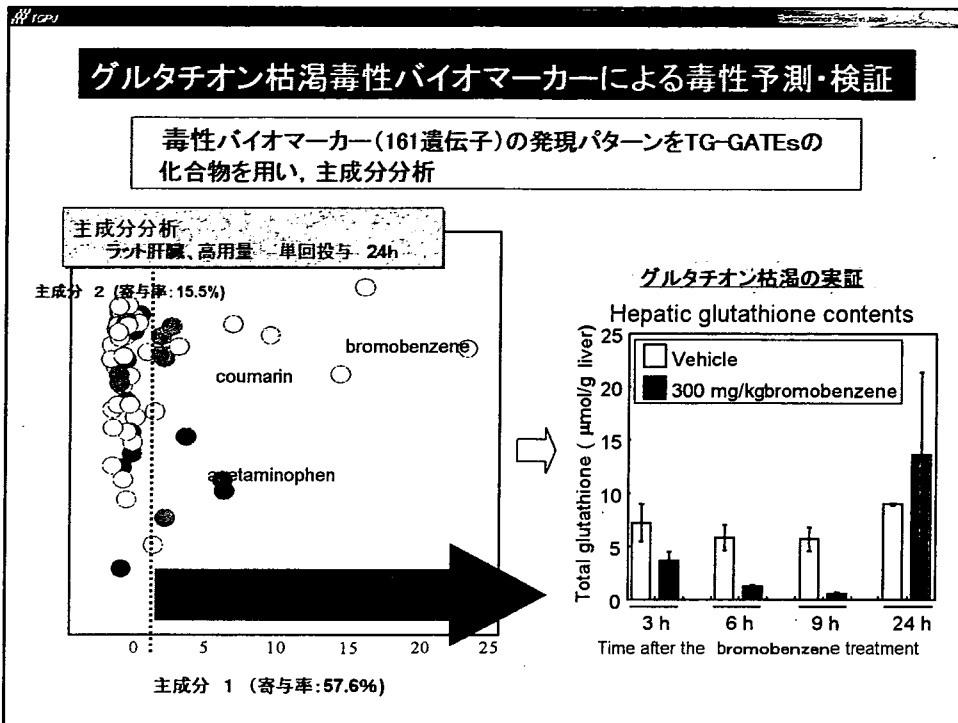 TGPJ
グルタチオン枯渇毒性バイオマーカーによる毒性予測・検証
毒性バイオマーカー(161遺伝子)の発現パターンをTG-GATEsの
化合物を用い，主成分分析
主成分分析
ラット肝臓、高用量 単回投与 24h
主成分 2 (寄与率:15.5%)
bromobenzene
coumarin
acetaminophen
0 5 10 15 20 25
主成分 1 (寄与率:57.6%)
グルタチオン枯渇の実証
Hepatic glutathione contents
Total glutathione ( μmol/g liver)
25
20
15
10
5
0
Vehicle
300 mg/kgbromobenzene
3 h 6 h 9 h 24 h
Time after the bromobenzene treatment